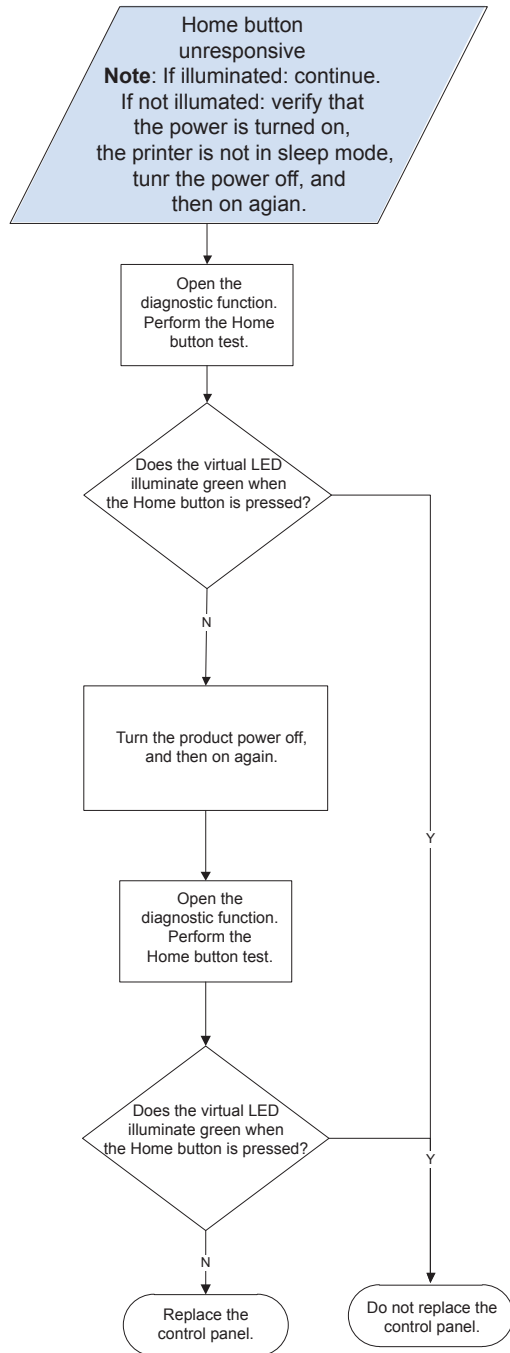 Home button
unresponsive
Note: If illuminated: continue.
If not illumated: verify that
the power is turned on,
the printer is not in sleep mode,
tunr the power off, and
then on agian.
Open the
diagnostic function.
Perform the Home
button test.
Does the virtual LED
illuminate green when
the Home button is pressed?
N
Turn the product power off,
and then on again.
Y
Open the
diagnostic function.
Perform the
Home button test.
Does the virtual LED
illuminate green when
the Home button is pressed?
Y
N
Replace the
control panel.
Do not replace the
control panel.